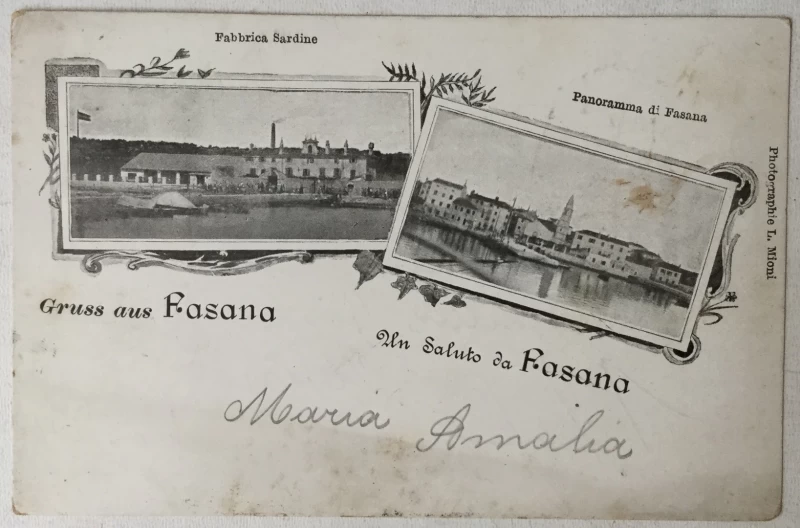 Fabbrica Sardine
Panoramma di Fasana
Photographie L. Mioni
Gruss aus Fasana
Un Saluto da Fasana
Maria Amalia